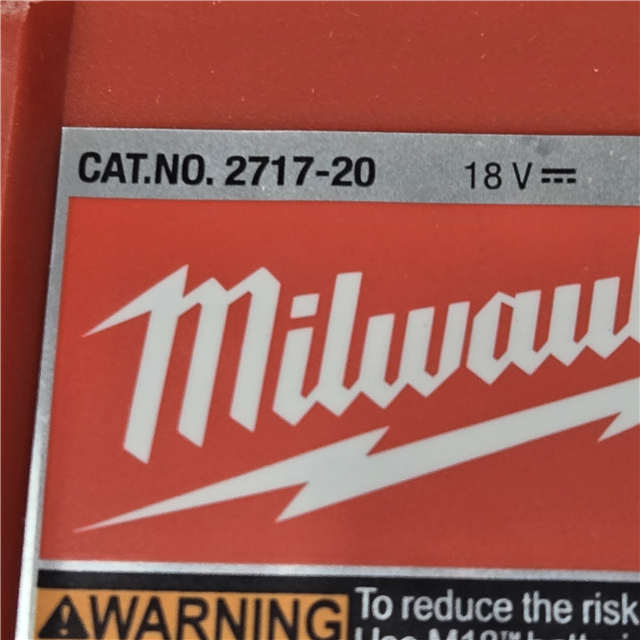 CAT.NO. 2717-20 18 V
Milwau
⚠WARNING
To reduce the risk